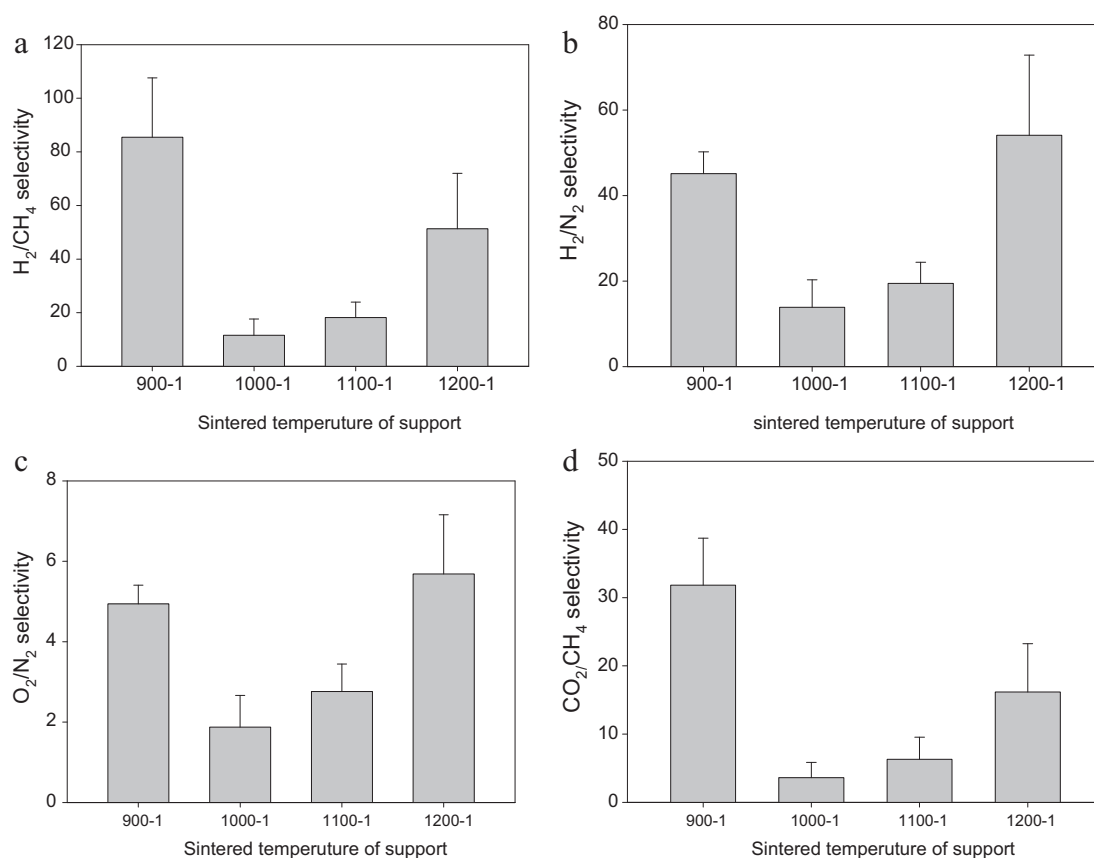 a
120
100
80
60
40
20
0
H₂/CH₄ selectivity
900-1 1000-1 1100-1 1200-1
Sintered temperuture of support
b
80
60
40
20
0
H₂/N₂ selectivity
900-1 1000-1 1100-1 1200-1
sintered temperuture of support
c
8
6
4
2
0
O₂/N₂ selectivity
900-1 1000-1 1100-1 1200-1
Sintered temperuture of support
d
50
40
30
20
10
0
CO₂/CH₄ selectivity
900-1 1000-1 1100-1 1200-1
Sintered temperuture of support